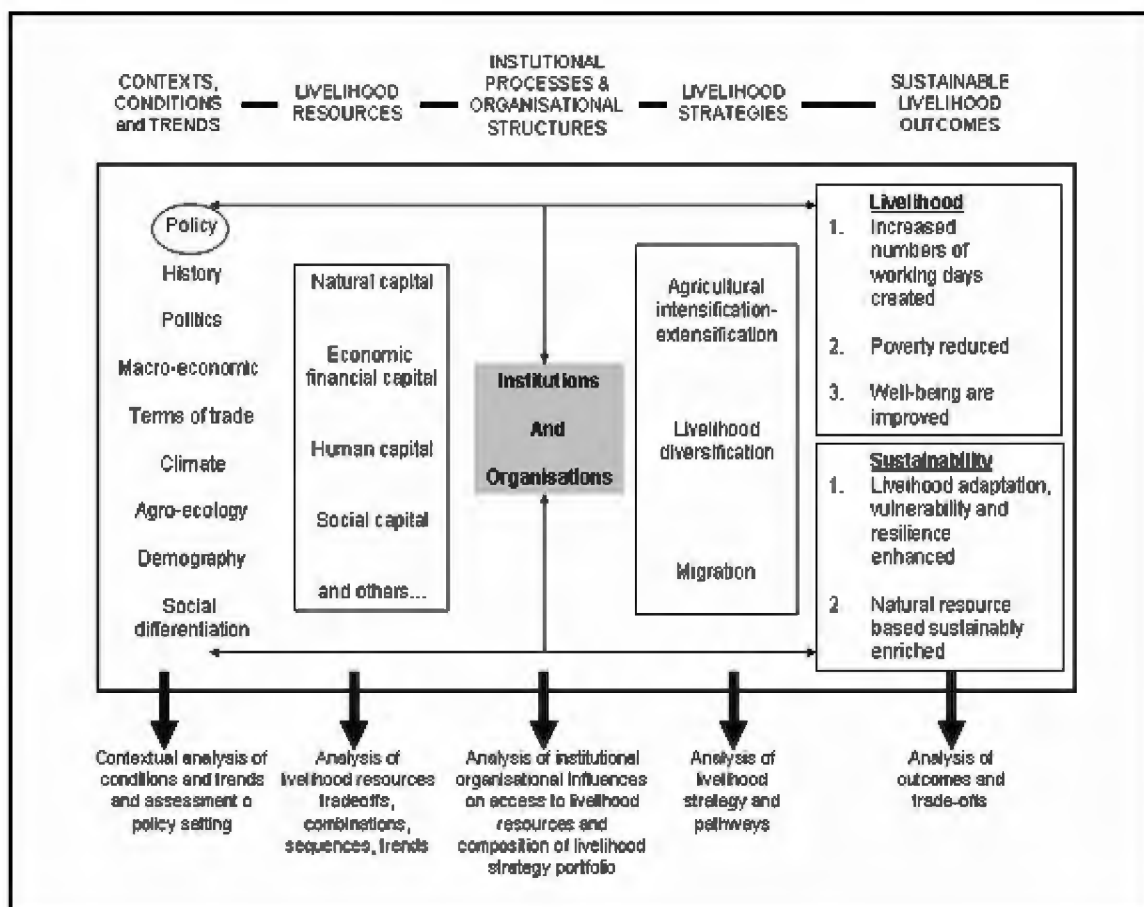 CONTEXTS,
CONDITIONS
and TRENDS
LIVELIHOOD
RESOURCES
INSTUTIONAL
PROCESSES &
ORGANISATIONAL
STRUCTURES
LIVELIHOOD
STRATEGIES
SUSTAINABLE
LIVELIHOOD
OUTCOMES
Policy
History
Politics
Macro-economic
Terms of trade
Climate
Agro-ecology
Demography
Social
differentiation
Natural capital
Economic
financial capital
Human capital
Social capital
and others...
Institutions
And
Organisations
Agricultural
intensification-
extensification
Livelihood
diversification
Migration
Livelihood
1. Increased
numbers of
working days
created
2. Poverty reduced
3. Well-being are
improved
Sustainability
1. Livelihood adaptation,
vulnerability and
resilience
enhanced
2. Natural resource
based sustainably
enriched
Contextual analysis of
conditions and trends
and assessment o
policy setting
Analysis of
livelihood resources
tradeoffs,
combinations,
sequences, trends
Analysis of institutional
organisational influences
on access to livelihood
resources and
composition of livelihood
strategy portfolio
Analysis of
livelihood
strategy and
pathways
Analysis of
outcomes and
trade-offs